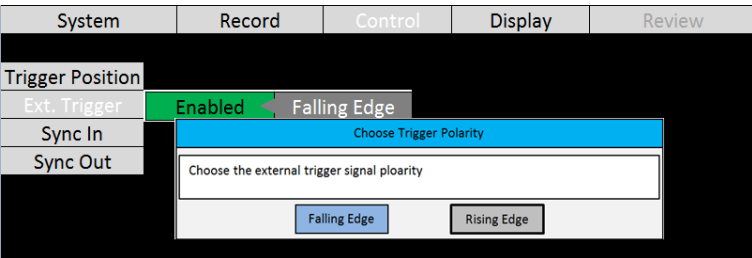 System Record Control Display Review
Trigger Position
Ext. Trigger Enabled Falling Edge
Sync In
Choose Trigger Polarity
Sync Out
Choose the external trigger signal ploarity
Falling Edge Rising Edge